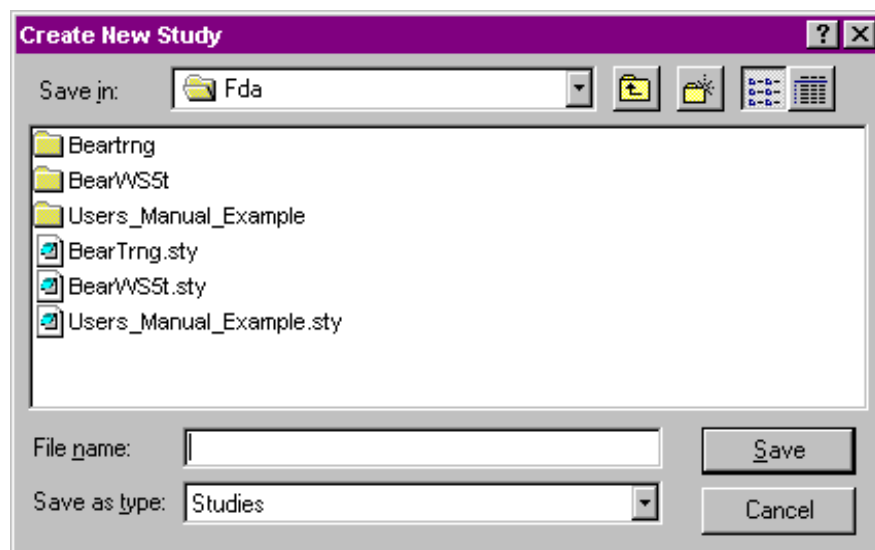 Create New Study
Save in: Fda
Beartrng
BearWS5t
Users_Manual_Example
BearTrng.sty
BearWS5t.sty
Users_Manual_Example.sty
File name: Save
Save as type: Studies Cancel